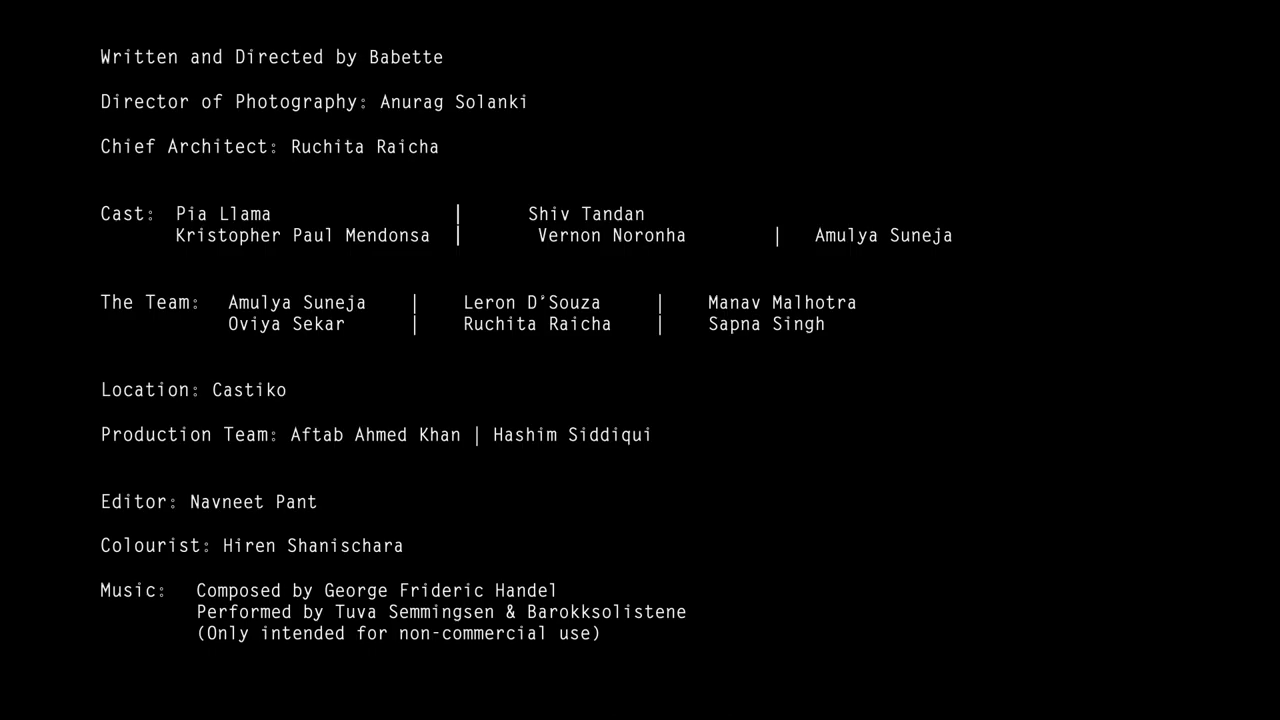 Written and Directed by Babette
Director of Photography: Anurag Solanki
Chief Architect: Ruchita Raicha
Cast: Pia Llama | Shiv Tandan
Kristopher Paul Mendonsa | Vernon Noronha | Amulya Suneja
The Team: Amulya Suneja | Leron D'Souza | Manav Malhotra
Oviya Sekar | Ruchita Raicha | Sapna Singh
Location: Castiko
Production Team: Aftab Ahmed Khan | Hashim Siddiqui
Editor: Navneet Pant
Colourist: Hiren Shanischara
Music: Composed by George Frideric Handel
Performed by Tuva Semmingsen & Barokksolistene
(Only intended for non-commercial use)